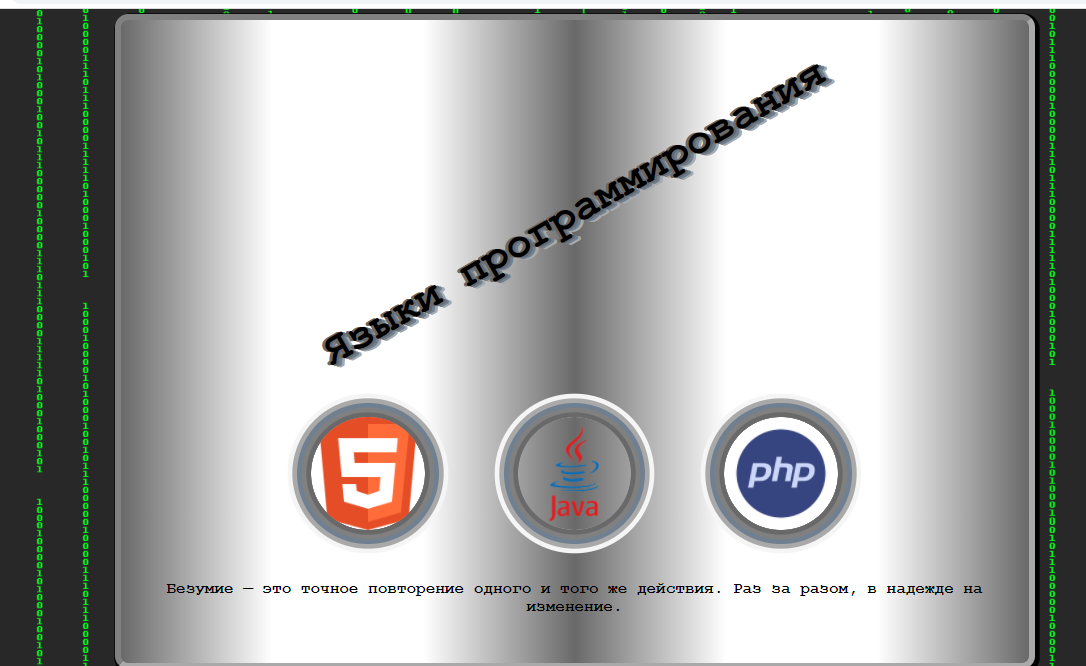 Языки программирования
5
Java
php
Безумие — это точное повторение одного и того же действия. Раз за разом, в надежде на
изменение.